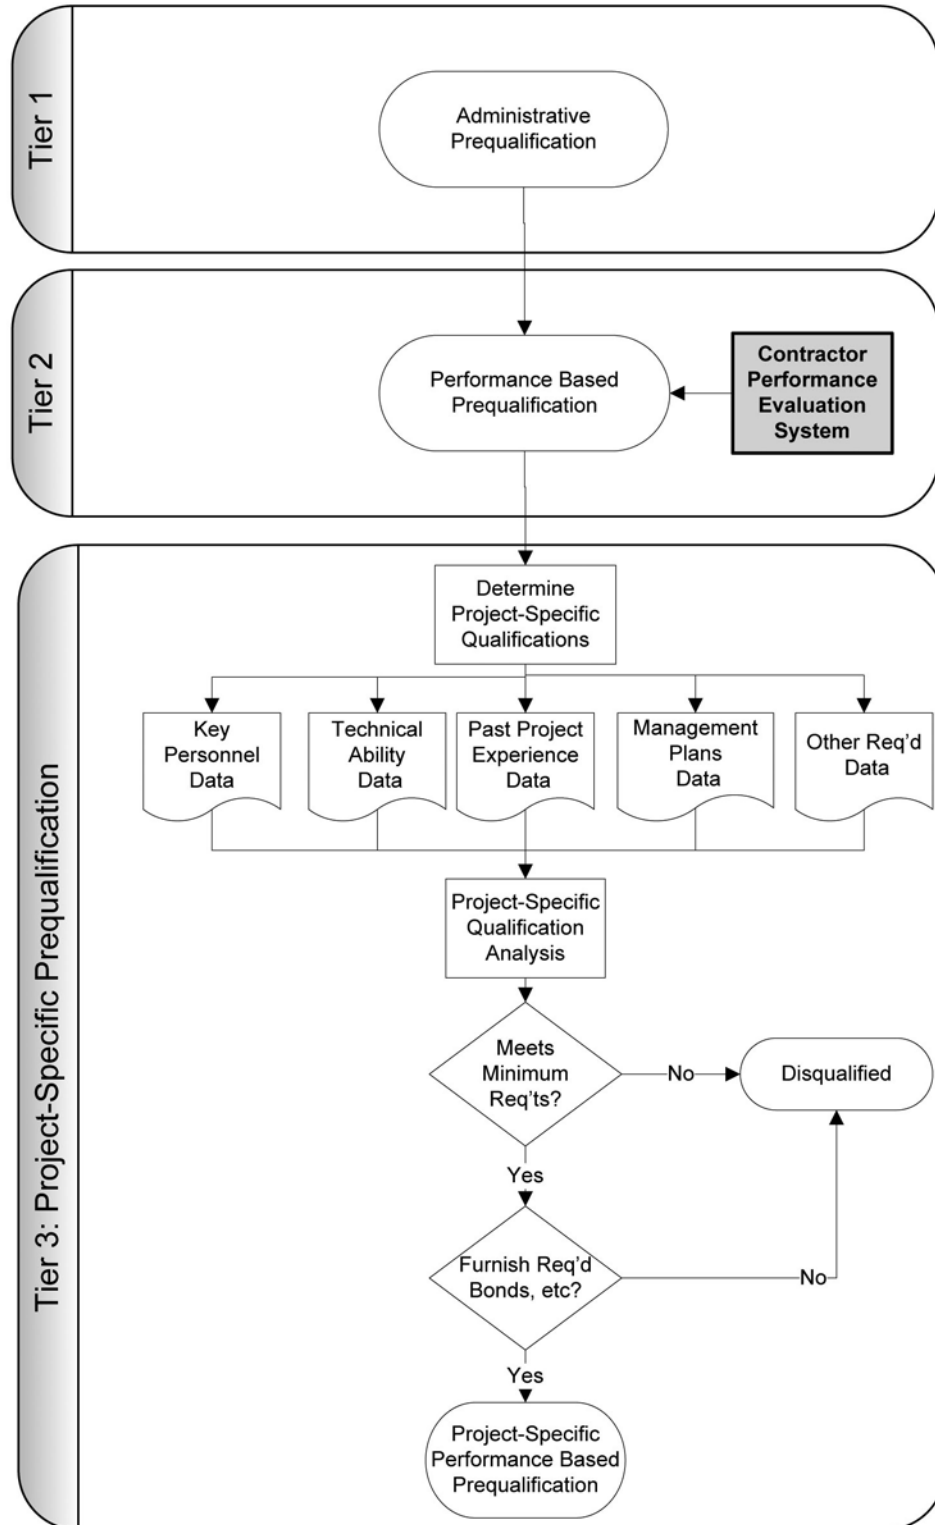 Tier 1
Administrative
Prequalification
Tier 2
Performance Based
Prequalification
Contractor
Performance
Evaluation
System
Tier 3: Project-Specific Prequalification
Determine
Project-Specific
Qualifications
Key
Personnel
Data
Technical
Ability
Data
Past Project
Experience
Data
Management
Plans
Data
Other Req'd
Data
Project-Specific
Qualification
Analysis
Meets
Minimum
Req'ts?
No
Disqualified
Yes
Furnish Req'd
Bonds, etc?
No
Yes
Project-Specific
Performance Based
Prequalification